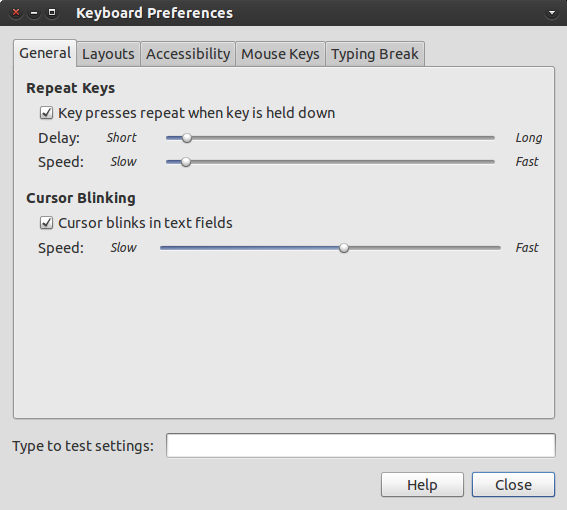 Keyboard Preferences
General Layouts Accessibility Mouse Keys Typing Break
Repeat Keys
Key presses repeat when key is held down
Delay: Short Long
Speed: Slow Fast
Cursor Blinking
Cursor blinks in text fields
Speed: Slow Fast
Type to test settings:
Help Close